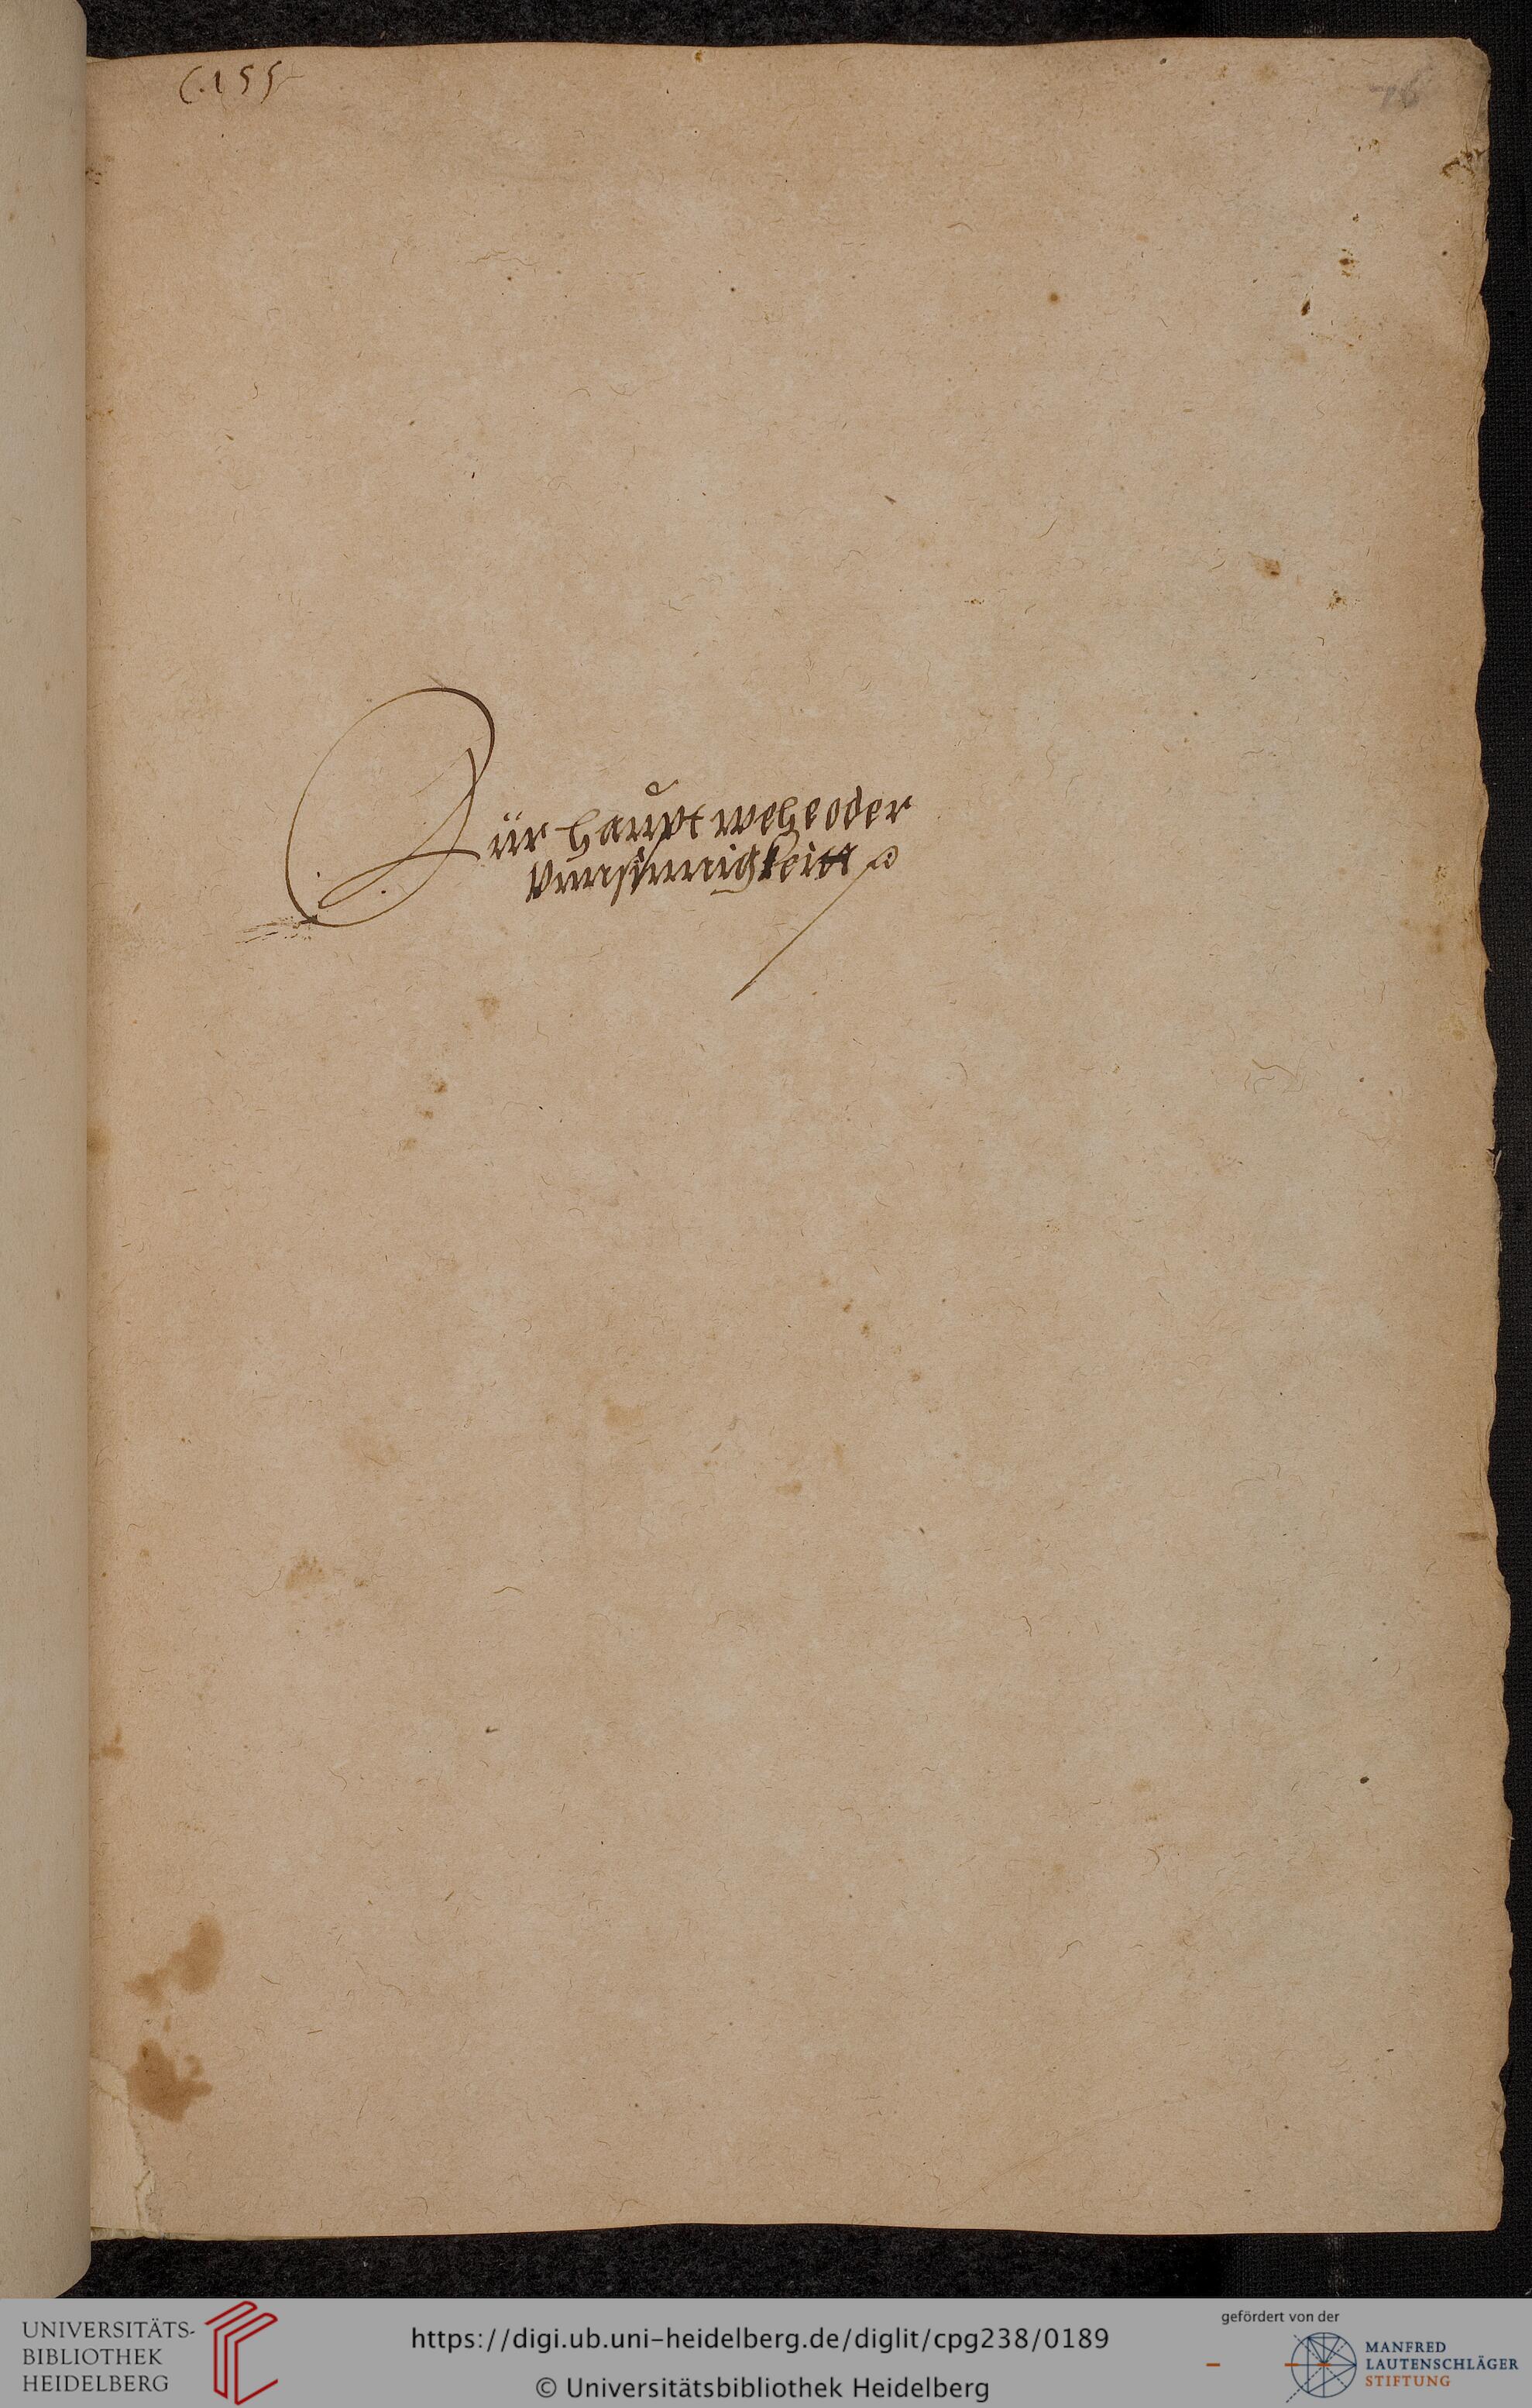 C.155
76
Für haupt wehe oder
Vnnsinnigkeitt
UNIVERSITÄTS-
BIBLIOTHEK
HEIDELBERG
https://digi.ub.uni-heidelberg.de/diglit/cpg238/0189
© Universitätsbibliothek Heidelberg
gefördert von der
MANFRED
LAUTENSCHLÄGER
STIFTUNG